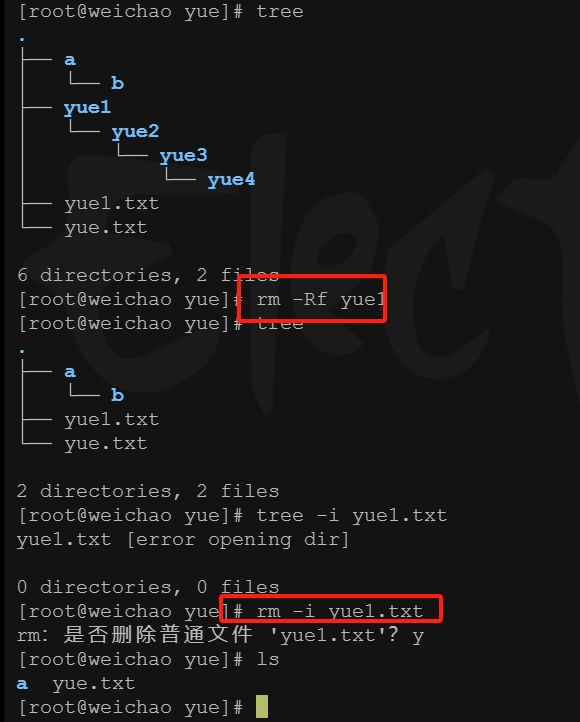 [root@weichao yue]# tree
.
├── a
│   └── b
├── yue1
│   └── yue2
│       └── yue3
│           └── yue4
├── yue1.txt
└── yue.txt
6 directories, 2 files
[root@weichao yue]# rm -Rf yue1
[root@weichao yue]# tree
.
├── a
│   └── b
├── yue1.txt
└── yue.txt
2 directories, 2 files
[root@weichao yue]# tree -i yue1.txt
yue1.txt [error opening dir]
0 directories, 0 files
[root@weichao yue]# rm -i yue1.txt
rm：是否删除普通文件 'yue1.txt'？y
[root@weichao yue]# ls
a  yue.txt
[root@weichao yue]#